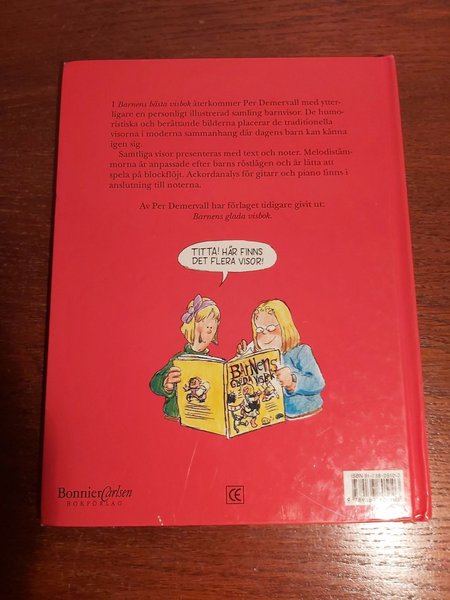 I Barnens bästa visbok återkommer Per Demervall med ytter-
ligare en personligt illustrerad samling barnvisor. De humo-
ristiska och berättande bilderna placerar de traditionella
visorna i moderna sammanhang där dagens barn kan känna
igen sig.
Samtliga visor presenteras med text och noter. Melodistäm-
morna är anpassade efter barns röstlägen och är lätta att
spela på blockflöjt. Ackordanalys för gitarr och piano finns i
anslutning till noterna.
Av Per Demervall har förlaget tidigare givit ut:
Barnens glada visbok.
TITTA! HÄR FINNS
DET FLERA VISOR!
BARNENS
GLADA VISBOK
BonnierCarlsen
BOKFÖRLAG
CE
ISBN